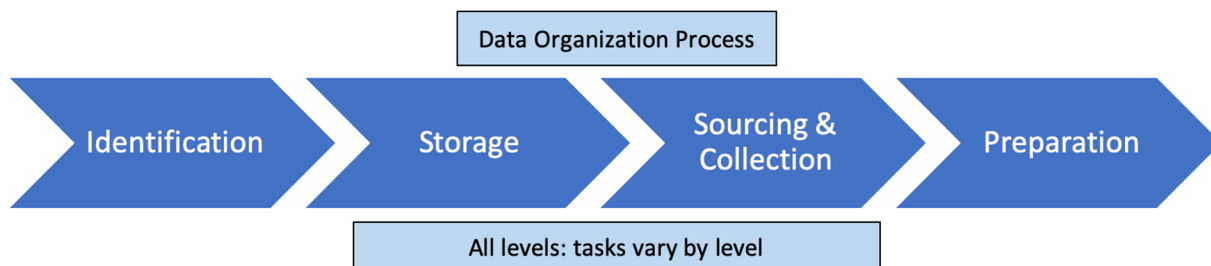 Data Organization Process
Identification
Storage
Sourcing &
Collection
Preparation
All levels: tasks vary by level